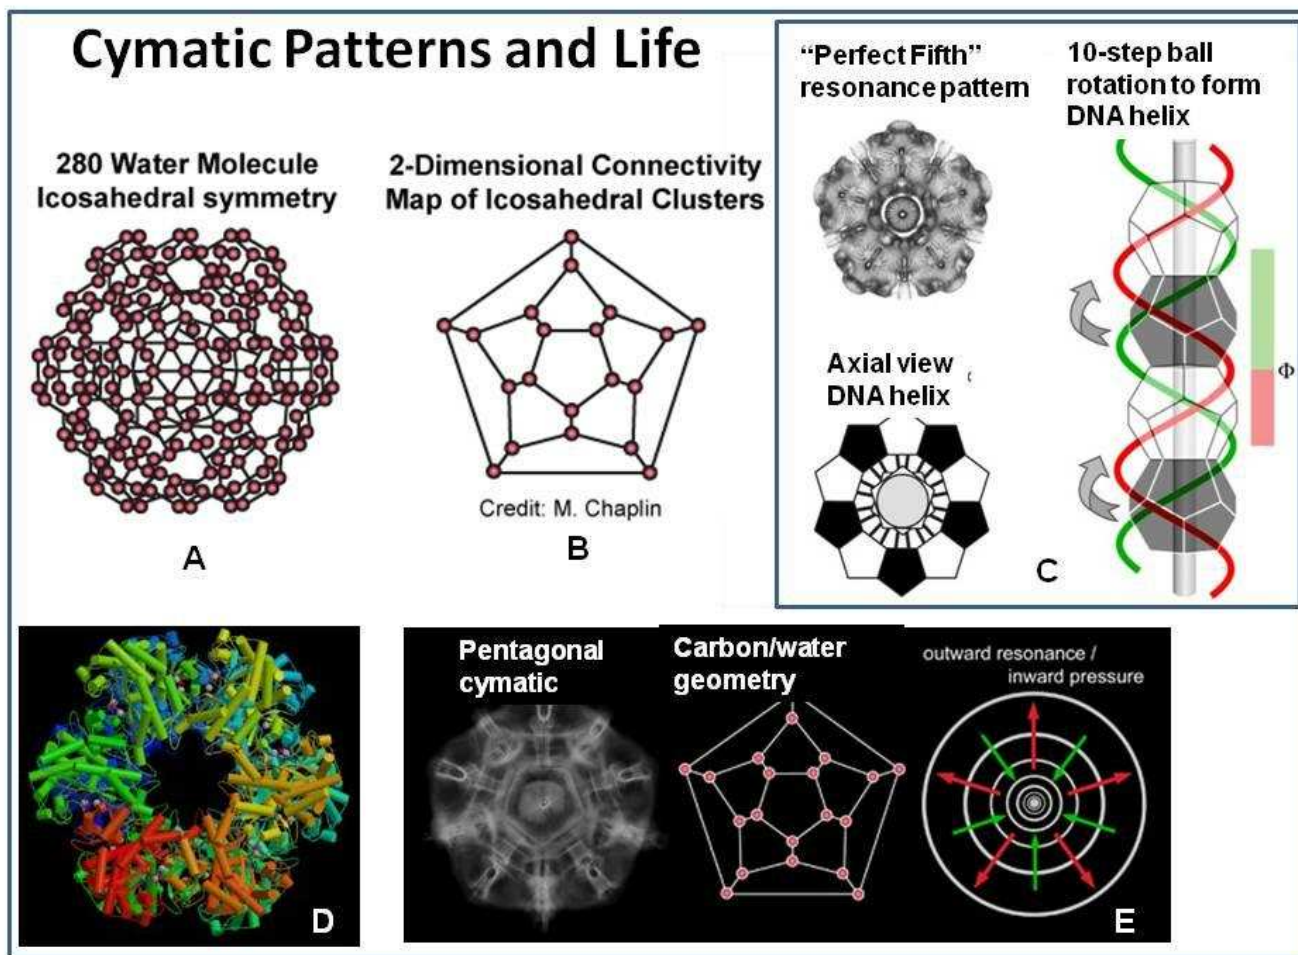 Cymatic Patterns and Life
280 Water Molecule
Icosahedral symmetry
2-Dimensional Connectivity
Map of Icosahedral Clusters
Credit: M. Chaplin
A
B
“Perfect Fifth”
resonance pattern
10-step ball
rotation to form
DNA helix
Φ
Axial view
DNA helix
C
D
Pentagonal
cymatic
Carbon/water
geometry
outward resonance /
inward pressure
E